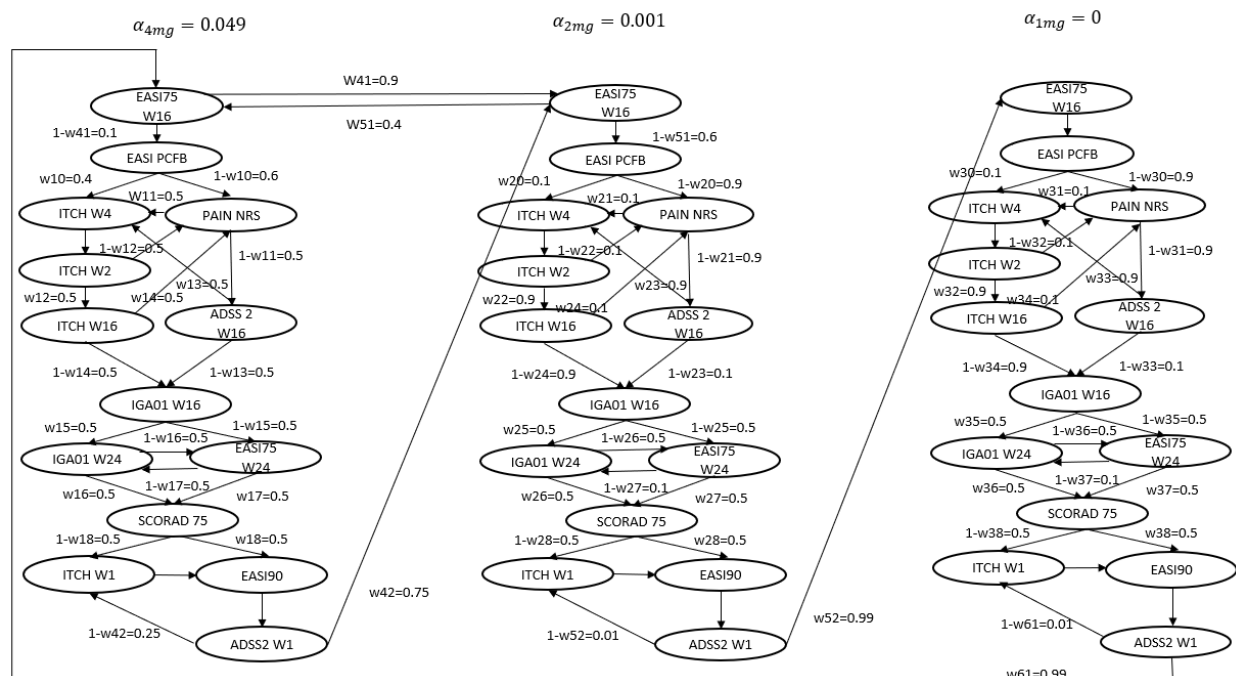 α4mg = 0.049
α2mg = 0.001
α1mg = 0
W41=0.9
W51=0.4
EASI75
W16
1-w41=0.1
EASI PCFB
w10=0.4
1-w10=0.6
W11=0.5
ITCH W4
PAIN NRS
1-w12=0.5
1-w11=0.5
ITCH W2
w12=0.5
w14=0.5
w13=0.5
ITCH W16
ADSS 2
W16
1-w14=0.5
1-w13=0.5
IGA01 W16
w15=0.5
1-w15=0.5
1-w16=0.5
IGA01 W24
EASI75
W24
1-w17=0.5
w16=0.5
w17=0.5
SCORAD 75
1-w18=0.5
w18=0.5
ITCH W1
EASI90
1-w42=0.25
ADSS2 W1
w42=0.75
EASI75
W16
1-w51=0.6
EASI PCFB
w20=0.1
1-w20=0.9
w21=0.1
ITCH W4
PAIN NRS
1-w22=0.1
1-w21=0.9
ITCH W2
w22=0.9
w24=0.1
w23=0.9
ITCH W16
ADSS 2
W16
1-w24=0.9
1-w23=0.1
IGA01 W16
w25=0.5
1-w25=0.5
1-w26=0.5
IGA01 W24
EASI75
W24
1-w27=0.1
w26=0.5
w27=0.5
SCORAD 75
1-w28=0.5
w28=0.5
ITCH W1
EASI90
1-w52=0.01
ADSS2 W1
w52=0.99
EASI75
W16
EASI PCFB
w30=0.1
1-w30=0.9
w31=0.1
ITCH W4
PAIN NRS
1-w32=0.1
1-w31=0.9
ITCH W2
w32=0.9
w34=0.1
w33=0.9
ITCH W16
ADSS 2
W16
1-w34=0.9
1-w33=0.1
IGA01 W16
w35=0.5
1-w35=0.5
1-w36=0.5
IGA01 W24
EASI75
W24
1-w37=0.1
w36=0.5
w37=0.5
SCORAD 75
1-w38=0.5
w38=0.5
ITCH W1
EASI90
1-w61=0.01
ADSS2 W1
w61=0.99